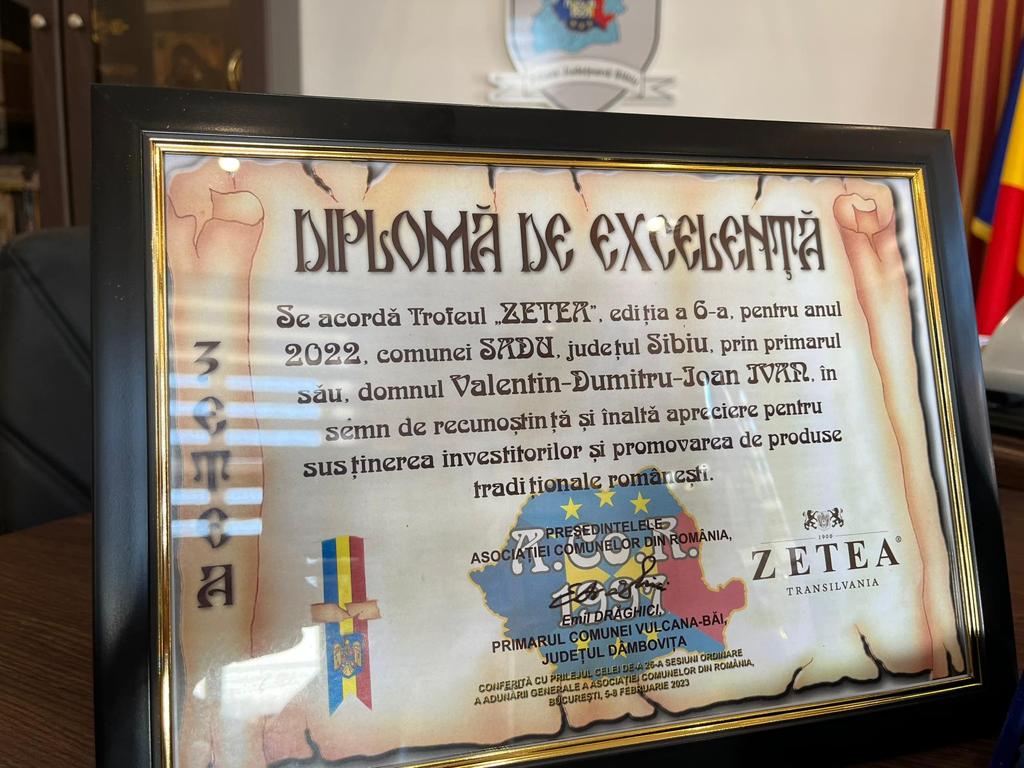 DIPLOMĂ DE EXCELENȚĂ
Se acordă Trofeul „ZETEA”, ediția a 6-a, pentru anul
2022, comunei SADU, județul Sibiu, prin primarul
său, domnul Valentin-Dumitru-Ioan IVAN, în
semn de recunoștință și înaltă apreciere pentru
susținerea investitorilor și promovarea de produse
tradiționale românești.
A.Co.R.
1997
PREȘEDINTELE
ASOCIAȚIEI COMUNELOR DIN ROMÂNIA,
Emil DRĂGHICI,
PRIMARUL COMUNEI VULCANA-BĂI,
JUDEȚUL DÂMBOVIȚA
CONFERITĂ CU PRILEJUL CELEI DE-A 26-A SESIUNI ORDINARE
A ADUNĂRII GENERALE A ASOCIAȚIEI COMUNELOR DIN ROMÂNIA,
BUCUREȘTI, 5-8 FEBRUARIE 2023
1900
ZETEA®
TRANSILVANIA